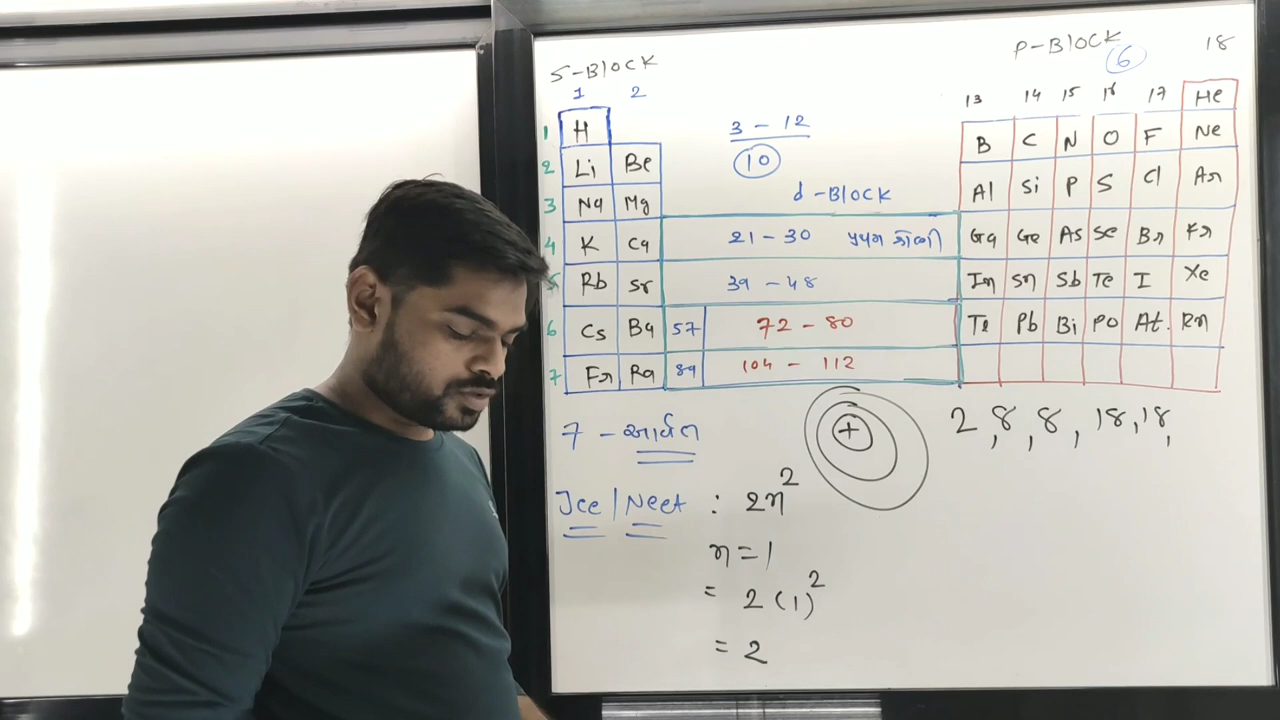 S-BLOCK P-BLOCK 6 18
1 2 13 14 15 16 17 He
1 H 3 - 12 B C N O F Ne
2 Li Be 10
3 Na Mg d-BLOCK Al Si P S Cl Ar
4 K Ca 21 - 30 પ્રથમ શ્રેણી Ga Ge As Se Br Kr
5 Rb Sr 39 - 48 In Sn Sb Te I Xe
6 Cs Ba 57 72 - 80 Te Pb Bi Po At. Rn
7 Fr Ra 89 104 - 112
7 - આર્વત + 2,8,8,18,18,
Jee / Neet : 2n²
n = 1
= 2 (1)²
= 2